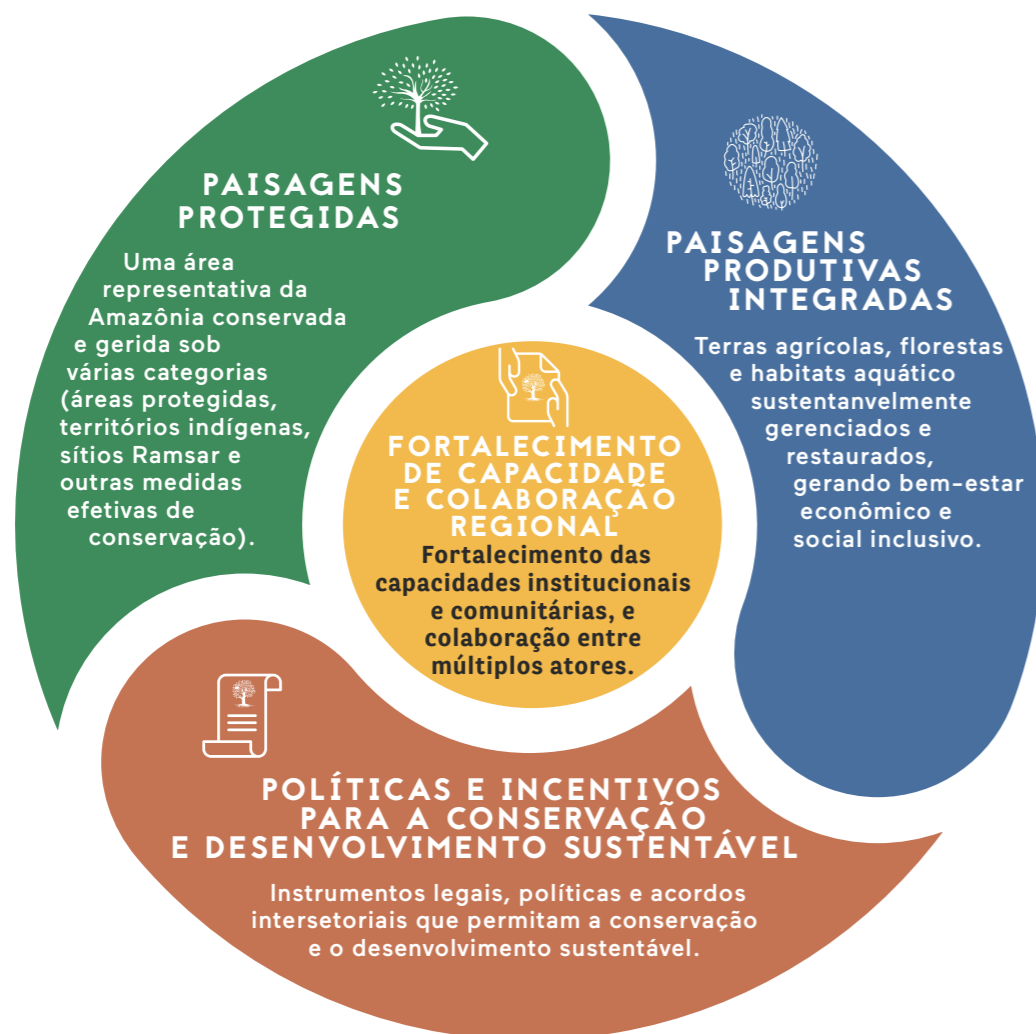 PAISAGENS
PROTEGIDAS
Uma área
representativa da
Amazônia conservada
e gerida sob
várias categorias
(áreas protegidas,
territórios indígenas,
sítios Ramsar e
outras medidas
efetivas de
conservação).
PAISAGENS
PRODUTIVAS
INTEGRADAS
Terras agrícolas, florestas
e habitats aquático
sustentanvelmente
gerenciados e
restaurados,
gerando bem-estar
econômico e
social inclusivo.
FORTALECIMENTO
DE CAPACIDADE
E COLABORAÇÃO
REGIONAL
Fortalecimento das
capacidades institucionais
e comunitárias, e
colaboração entre
múltiplos atores.
POLÍTICAS E INCENTIVOS
PARA A CONSERVAÇÃO
E DESENVOLVIMENTO SUSTENTÁVEL
Instrumentos legais, políticas e acordos
intersetoriais que permitam a conservação
e o desenvolvimento sustentável.